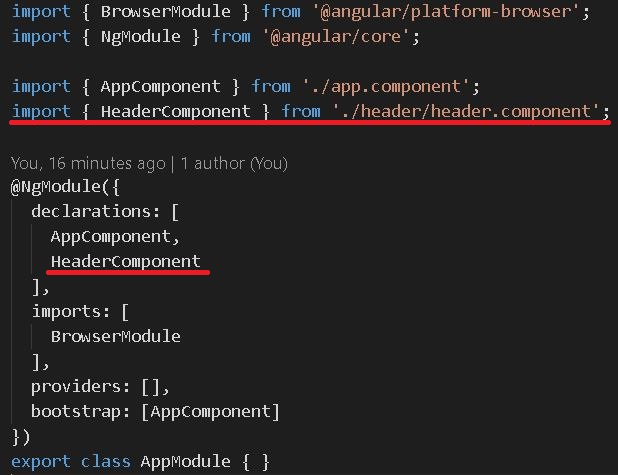 import { BrowserModule } from '@angular/platform-browser';
import { NgModule } from '@angular/core';
import { AppComponent } from './app.component';
import { HeaderComponent } from './header/header.component';
You, 16 minutes ago | 1 author (You)
@NgModule({
declarations: [
AppComponent,
HeaderComponent
],
imports: [
BrowserModule
],
providers: [],
bootstrap: [AppComponent]
})
export class AppModule { }